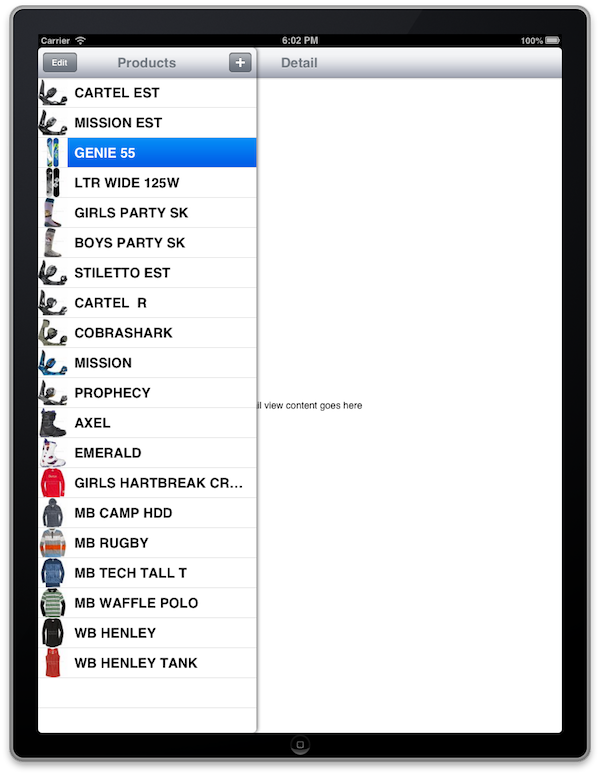 Carrier 6:02 PM 100%
Edit Products + Detail
CARTEL EST
MISSION EST
GENIE 55
LTR WIDE 125W
GIRLS PARTY SK
BOYS PARTY SK
STILETTO EST
CARTEL  R
COBRASHARK
MISSION
PROPHECY
il view content goes here
AXEL
EMERALD
GIRLS HARTBREAK CR...
MB CAMP HDD
MB RUGBY
MB TECH TALL T
MB WAFFLE POLO
WB HENLEY
WB HENLEY TANK